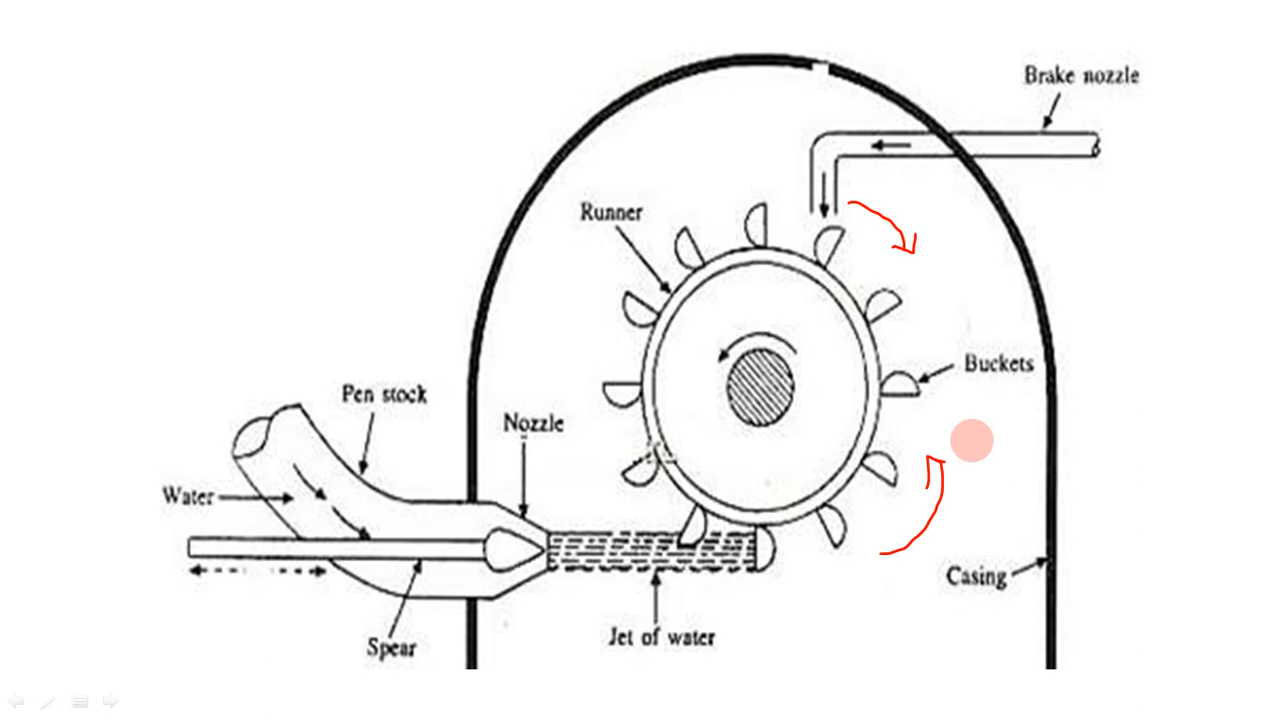 Brake nozzle
Runner
Buckets
Pen stock
Nozzle
Water
Casing
Jet of water
Spear